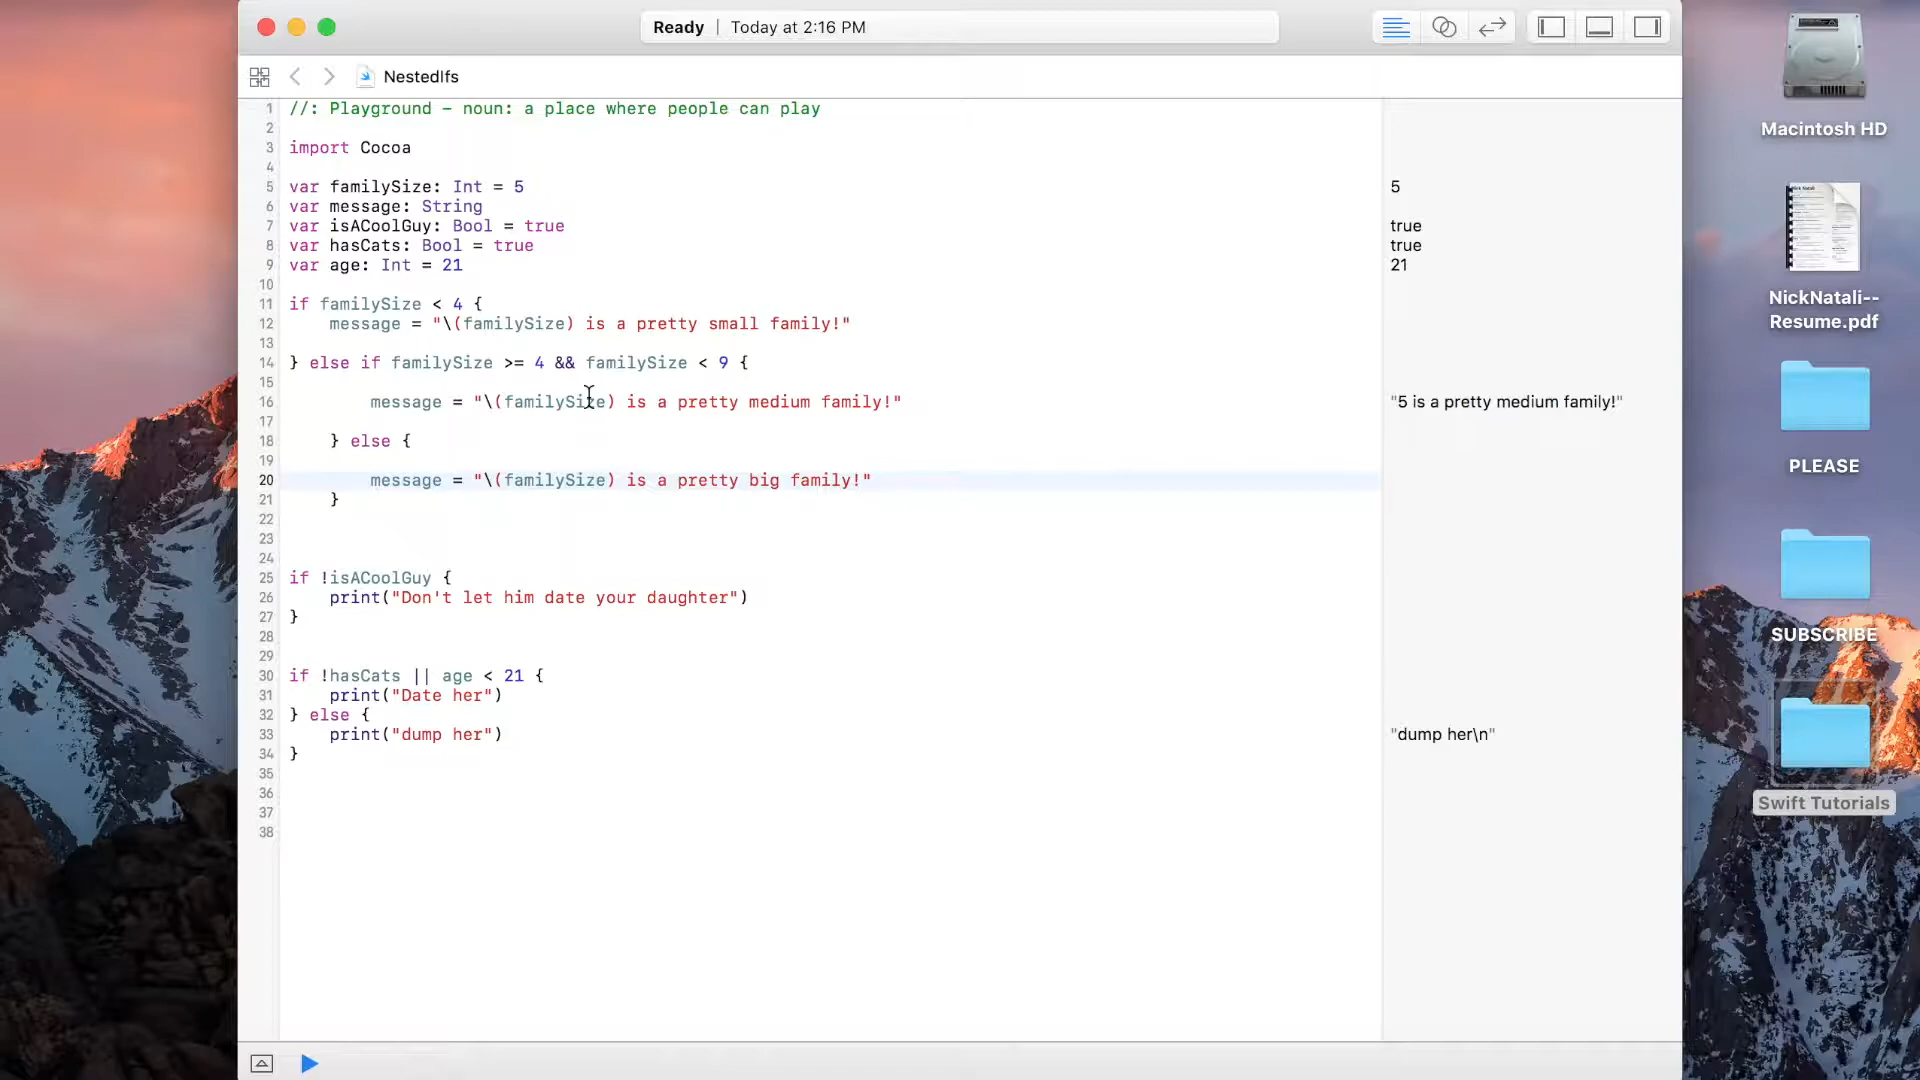 Ready | Today at 2:16 PM
NestedIfs
1 //: Playground - noun: a place where people can play
2
3 import Cocoa
4
5 var familySize: Int = 5 5
6 var message: String
7 var isACoolGuy: Bool = true true
8 var hasCats: Bool = true true
9 var age: Int = 21 21
10
11 if familySize < 4 {
12 message = "\(familySize) is a pretty small family!"
13
14 } else if familySize >= 4 && familySize < 9 {
15
16 message = "\(familySize) is a pretty medium family!" "5 is a pretty medium family!"
17
18 } else {
19
20 message = "\(familySize) is a pretty big family!"
21 }
22
23
24
25 if !isACoolGuy {
26 print("Don't let him date your daughter")
27 }
28
29
30 if !hasCats || age < 21 {
31 print("Date her")
32 } else {
33 print("dump her") "dump her\n"
34 }
35
36
37
38
Macintosh HD
NickNatali--
Resume.pdf
PLEASE
SUBSCRIBE
Swift Tutorials